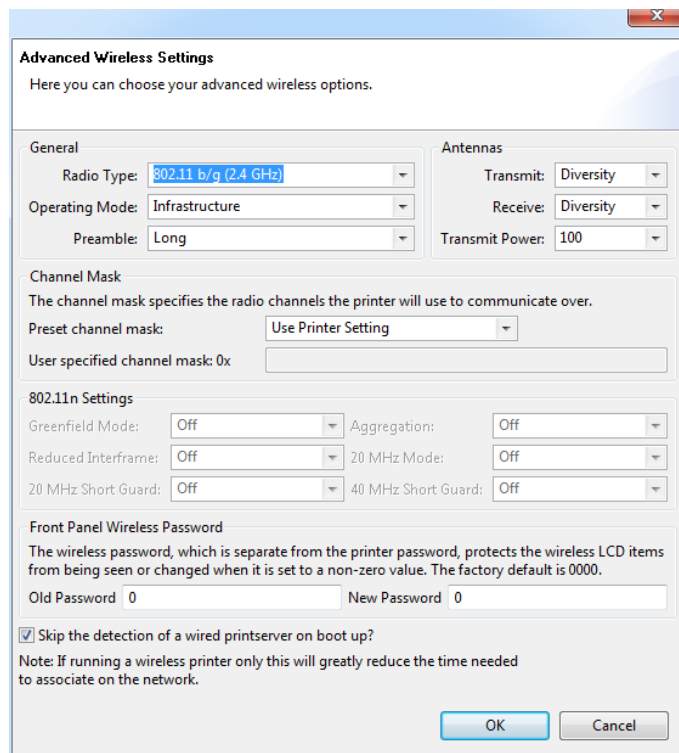 Advanced Wireless Settings
Here you can choose your advanced wireless options.
General
Radio Type: 802.11 b/g (2.4 GHz)
Operating Mode: Infrastructure
Preamble: Long
Antennas
Transmit: Diversity
Receive: Diversity
Transmit Power: 100
Channel Mask
The channel mask specifies the radio channels the printer will use to communicate over.
Preset channel mask: Use Printer Setting
User specified channel mask: 0x
802.11n Settings
Greenfield Mode: Off Aggregation: Off
Reduced Interframe: Off 20 MHz Mode: Off
20 MHz Short Guard: Off 40 MHz Short Guard: Off
Front Panel Wireless Password
The wireless password, which is separate from the printer password, protects the wireless LCD items
from being seen or changed when it is set to a non-zero value. The factory default is 0000.
Old Password 0 New Password 0
Skip the detection of a wired printserver on boot up?
Note: If running a wireless printer only this will greatly reduce the time needed
to associate on the network.
OK Cancel